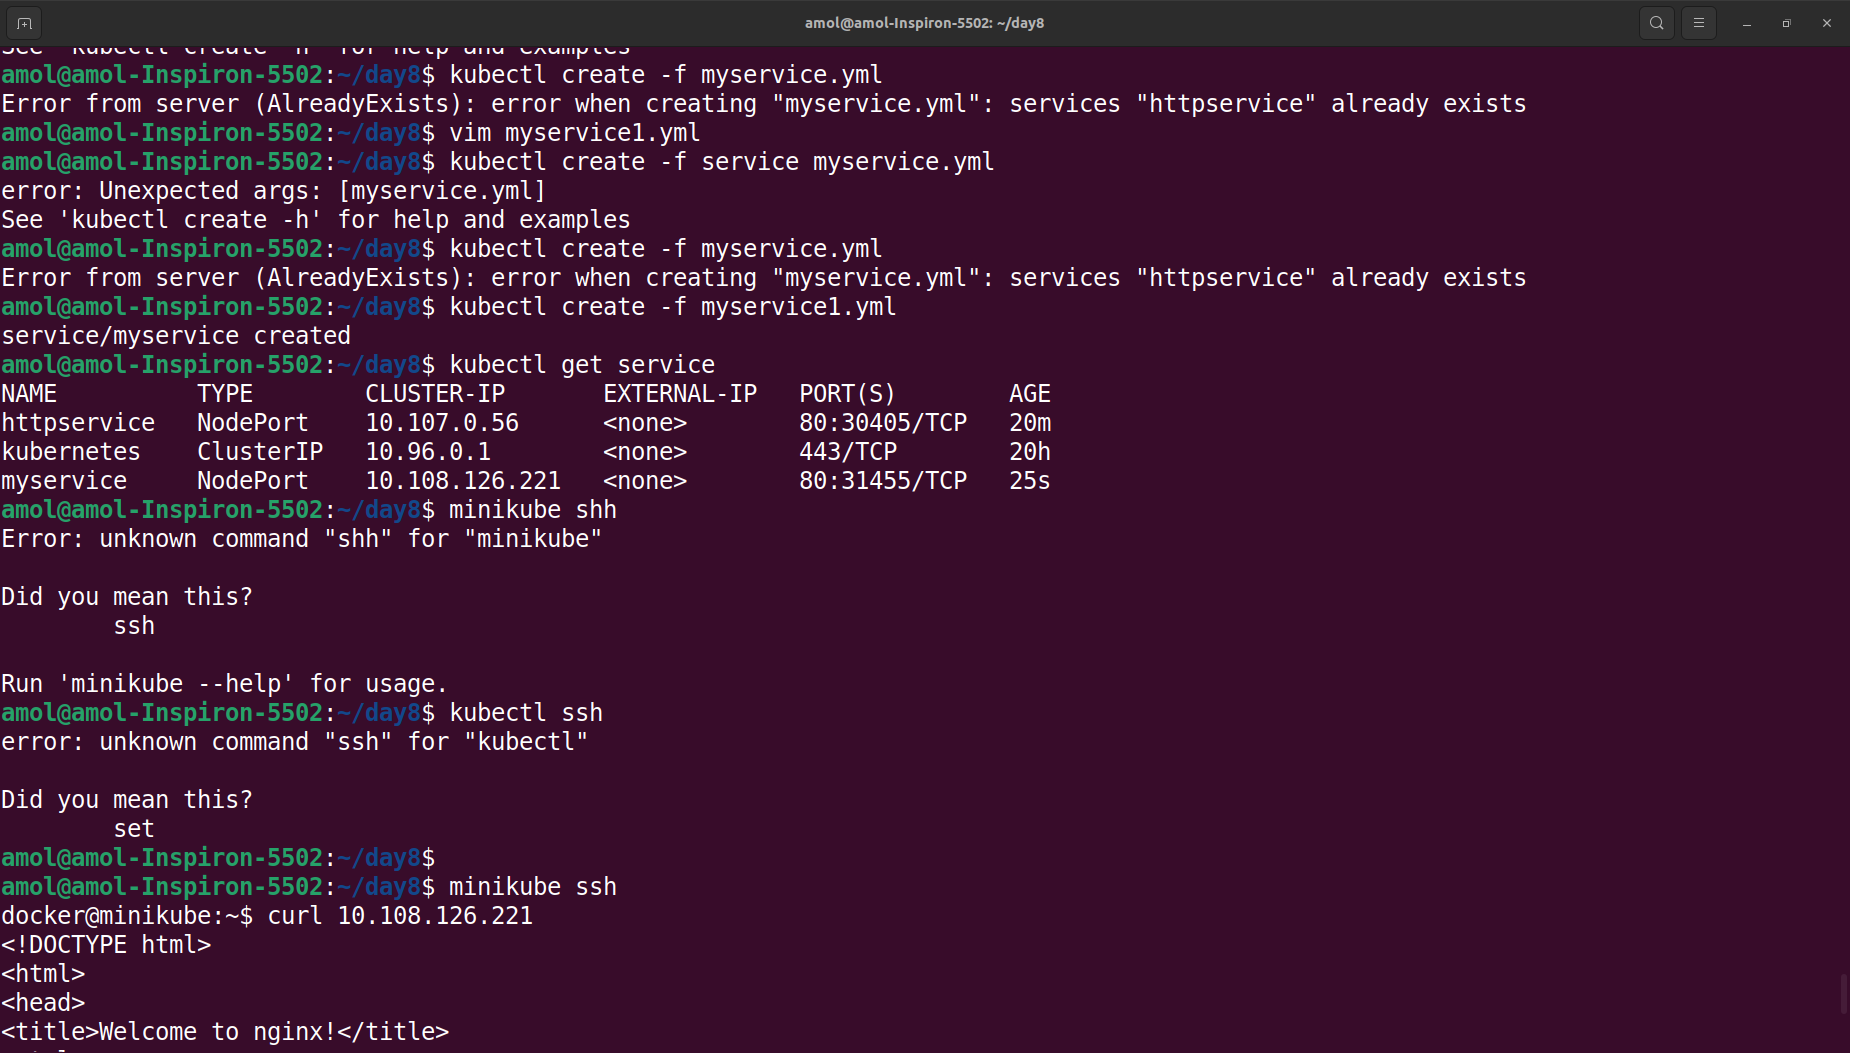 amol@amol-Inspiron-5502: ~/day8
See 'kubectl create -h' for help and examples
amol@amol-Inspiron-5502:~/day8$ kubectl create -f myservice.yml
Error from server (AlreadyExists): error when creating "myservice.yml": services "httpservice" already exists
amol@amol-Inspiron-5502:~/day8$ vim myservice1.yml
amol@amol-Inspiron-5502:~/day8$ kubectl create -f service myservice.yml
error: Unexpected args: [myservice.yml]
See 'kubectl create -h' for help and examples
amol@amol-Inspiron-5502:~/day8$ kubectl create -f myservice.yml
Error from server (AlreadyExists): error when creating "myservice.yml": services "httpservice" already exists
amol@amol-Inspiron-5502:~/day8$ kubectl create -f myservice1.yml
service/myservice created
amol@amol-Inspiron-5502:~/day8$ kubectl get service
NAME          TYPE        CLUSTER-IP       EXTERNAL-IP   PORT(S)        AGE
httpservice   NodePort    10.107.0.56      <none>        80:30405/TCP   20m
kubernetes    ClusterIP   10.96.0.1        <none>        443/TCP        20h
myservice     NodePort    10.108.126.221   <none>        80:31455/TCP   25s
amol@amol-Inspiron-5502:~/day8$ minikube shh
Error: unknown command "shh" for "minikube"
Did you mean this?
        ssh
Run 'minikube --help' for usage.
amol@amol-Inspiron-5502:~/day8$ kubectl ssh
error: unknown command "ssh" for "kubectl"
Did you mean this?
        set
amol@amol-Inspiron-5502:~/day8$
amol@amol-Inspiron-5502:~/day8$ minikube ssh
docker@minikube:~$ curl 10.108.126.221
<!DOCTYPE html>
<html>
<head>
<title>Welcome to nginx!</title>